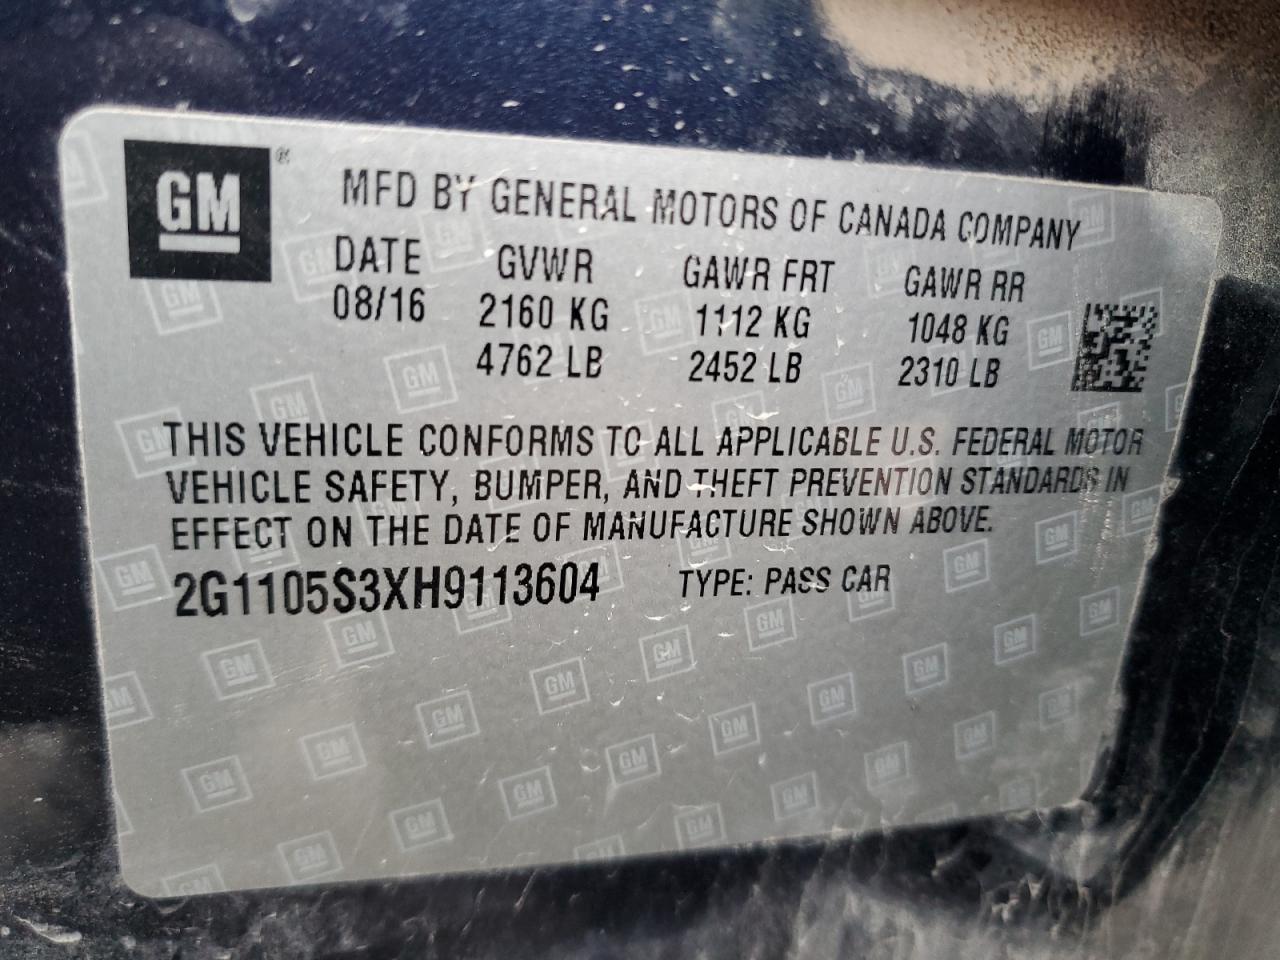 GM ®
MFD BY GENERAL MOTORS OF CANADA COMPANY
DATE GVWR GAWR FRT GAWR RR
08/16 2160 KG 1112 KG 1048 KG
4762 LB 2452 LB 2310 LB
THIS VEHICLE CONFORMS TO ALL APPLICABLE U.S. FEDERAL MOTOR
VEHICLE SAFETY, BUMPER, AND THEFT PREVENTION STANDARDS IN
EFFECT ON THE DATE OF MANUFACTURE SHOWN ABOVE.
2G1105S3XH9113604 TYPE: PASS CAR